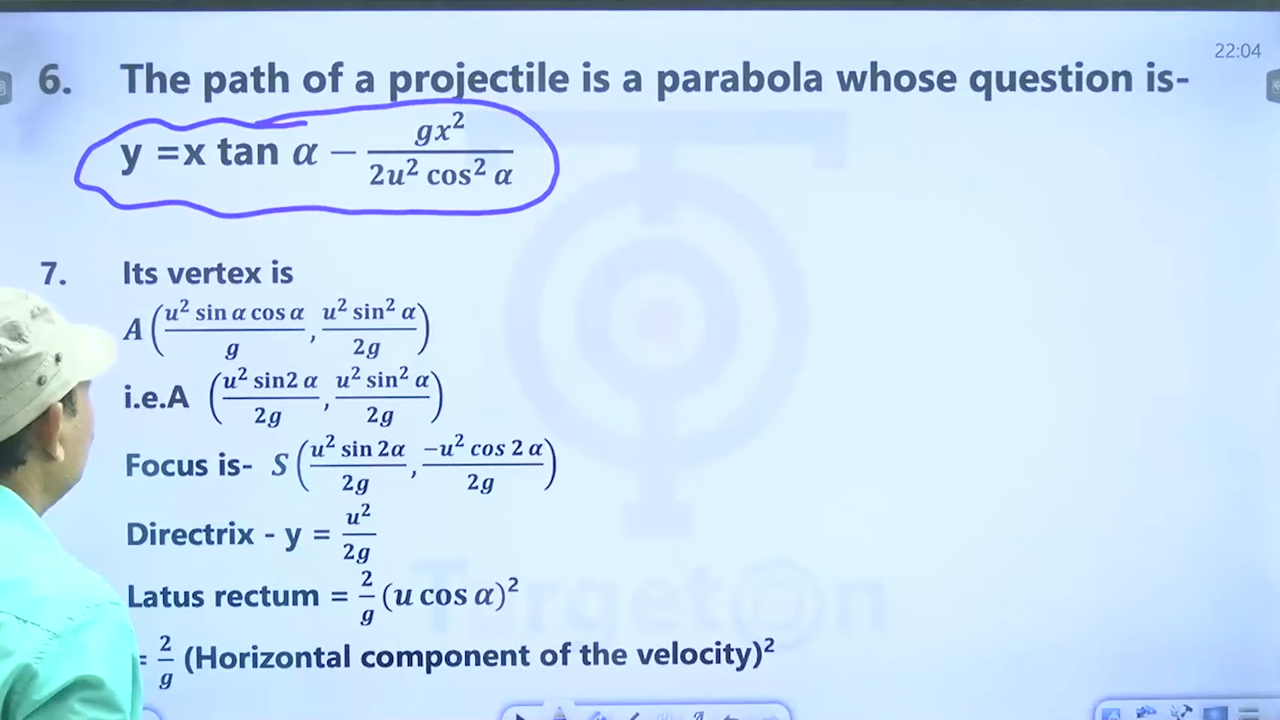 22:04
6. The path of a projectile is a parabola whose question is-
y =x tan α − gx²/2u² cos² α
7. Its vertex is
A (u² sin α cos α/g, u² sin² α/2g)
i.e.A (u² sin2 α/2g, u² sin² α/2g)
Focus is- S (u² sin 2α/2g, −u² cos 2 α/2g)
Directrix - y = u²/2g
Latus rectum = 2/g (u cos α)²
= 2/g (Horizontal component of the velocity)²
Target@n